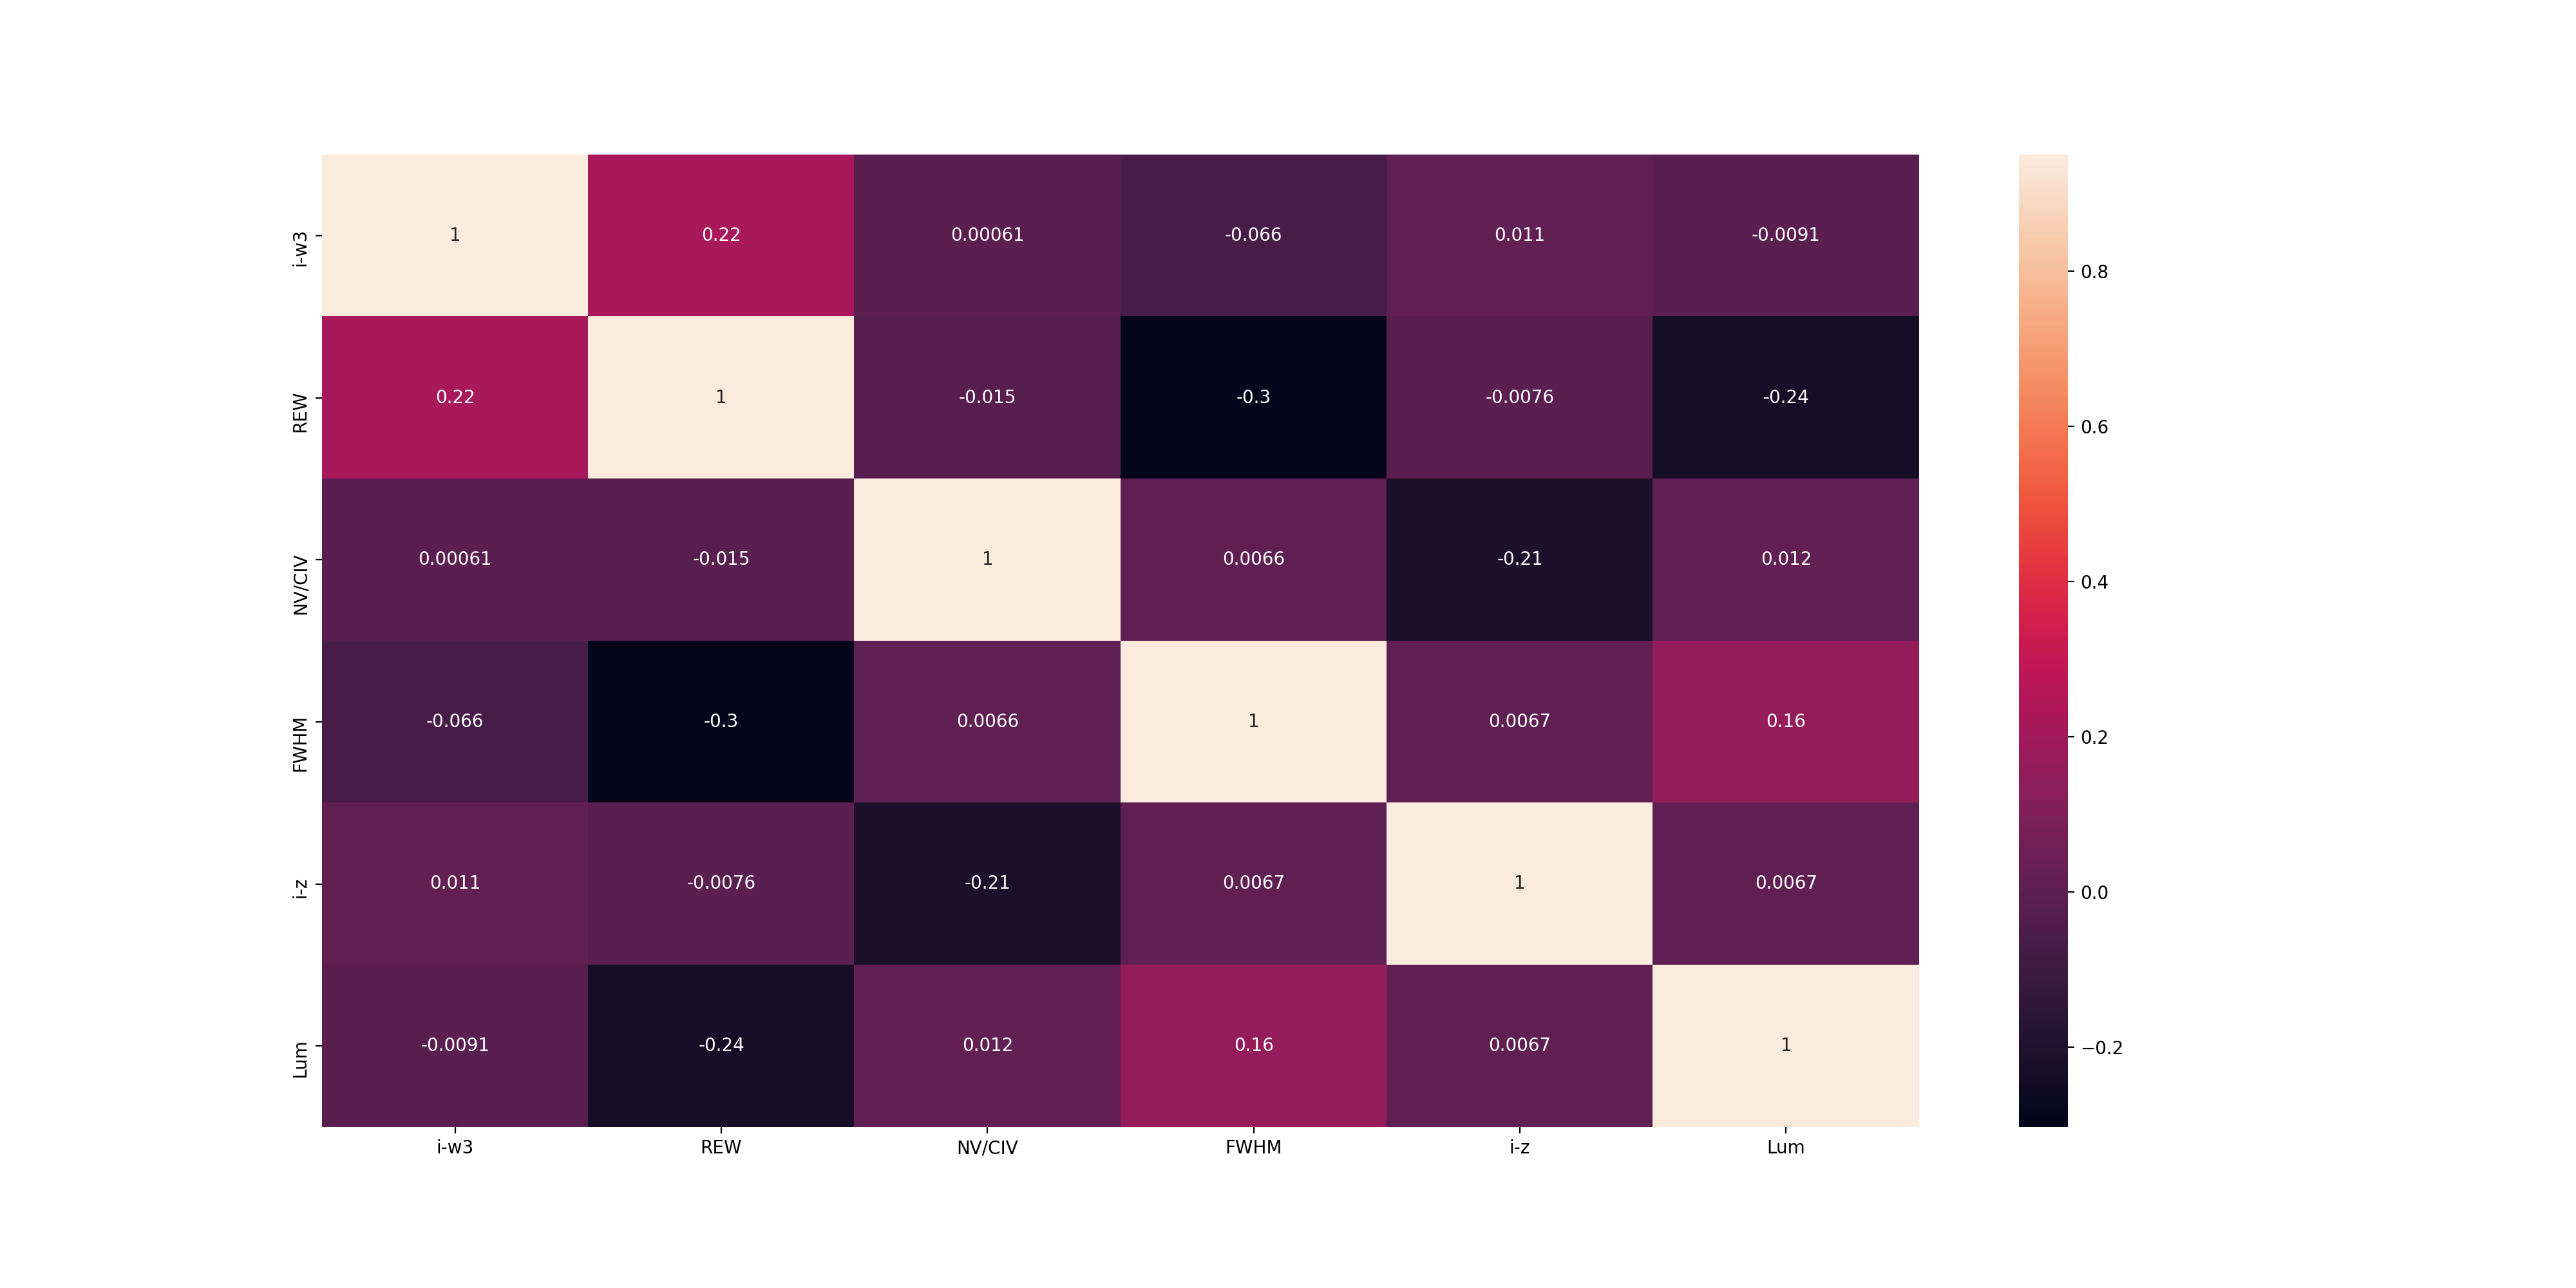 i-w3 1 0.22 0.00061 -0.066 0.011 -0.0091
0.8
REW 0.22 1 -0.015 -0.3 -0.0076 -0.24
0.6
NV/CIV 0.00061 -0.015 1 0.0066 -0.21 0.012
0.4
FWHM -0.066 -0.3 0.0066 1 0.0067 0.16
0.2
i-z 0.011 -0.0076 -0.21 0.0067 1 0.0067
0.0
Lum -0.0091 -0.24 0.012 0.16 0.0067 1
−0.2
i-w3 REW NV/CIV FWHM i-z Lum